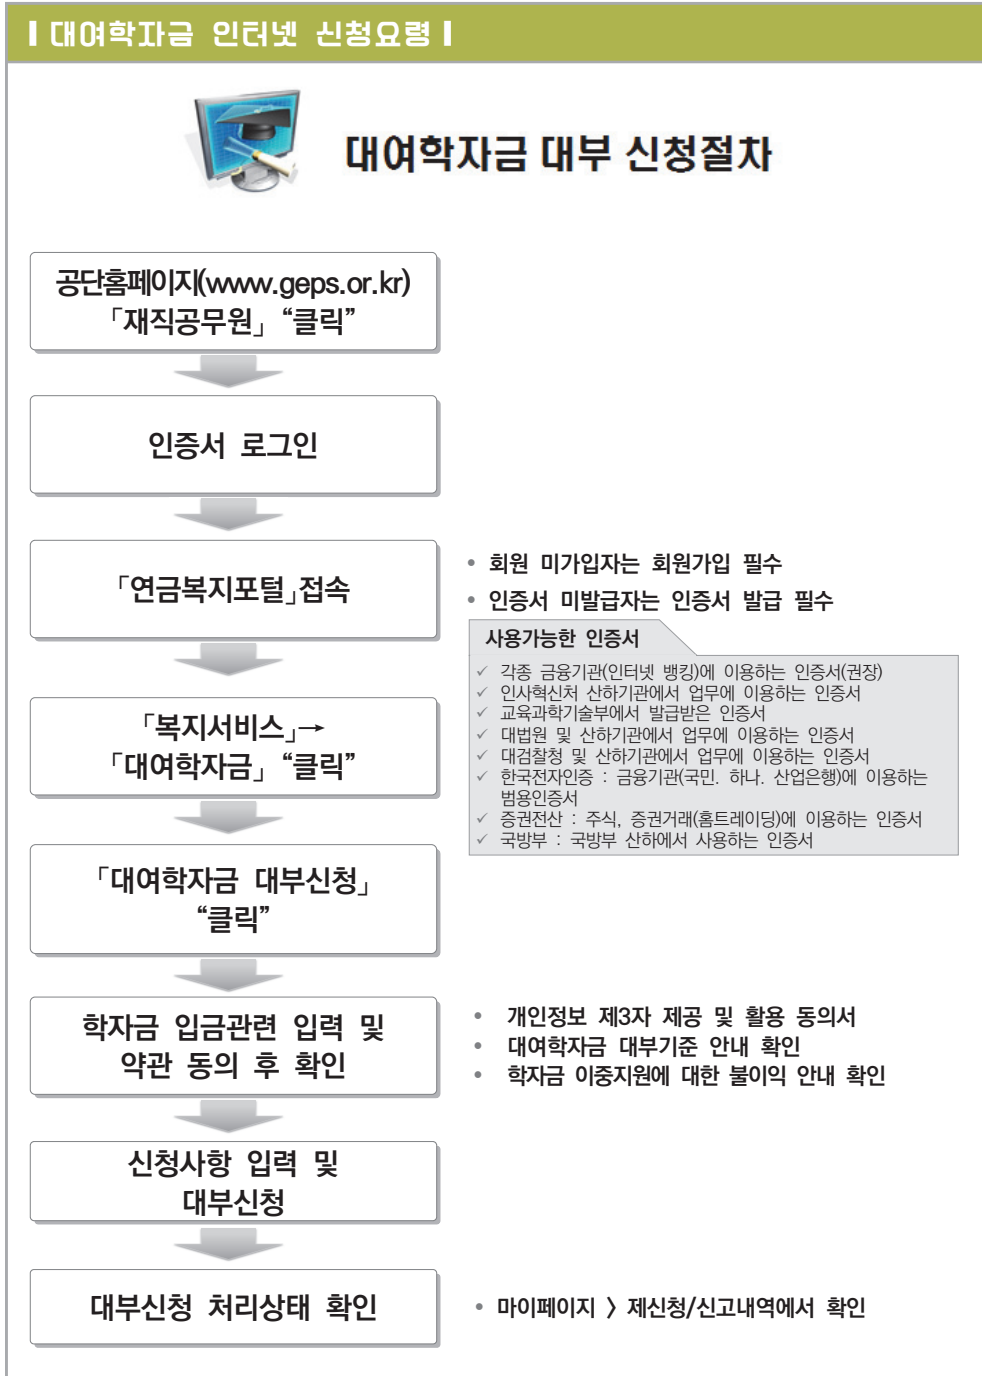 대여학자금 인터넷 신청요령
대여학자금 대부 신청절차
공단홈페이지(www.geps.or.kr)
「재직공무원」 “클릭”
인증서 로그인
「연금복지포털」접속
• 회원 미가입자는 회원가입 필수
• 인증서 미발급자는 인증서 발급 필수
사용가능한 인증서
✓ 각종 금융기관(인터넷 뱅킹)에 이용하는 인증서(권장)
✓ 인사혁신처 산하기관에서 업무에 이용하는 인증서
✓ 교육과학기술부에서 발급받은 인증서
✓ 대법원 및 산하기관에서 업무에 이용하는 인증서
✓ 대검찰청 및 산하기관에서 업무에 이용하는 인증서
✓ 한국전자인증 : 금융기관(국민. 하나. 산업은행)에 이용하는
범용인증서
✓ 증권전산 : 주식, 증권거래(홈트레이딩)에 이용하는 인증서
✓ 국방부 : 국방부 산하에서 사용하는 인증서
「복지서비스」→
「대여학자금」 “클릭”
「대여학자금 대부신청」
“클릭”
학자금 입금관련 입력 및
약관 동의 후 확인
• 개인정보 제3자 제공 및 활용 동의서
• 대여학자금 대부기준 안내 확인
• 학자금 이중지원에 대한 불이익 안내 확인
신청사항 입력 및
대부신청
대부신청 처리상태 확인
• 마이페이지 > 제신청/신고내역에서 확인